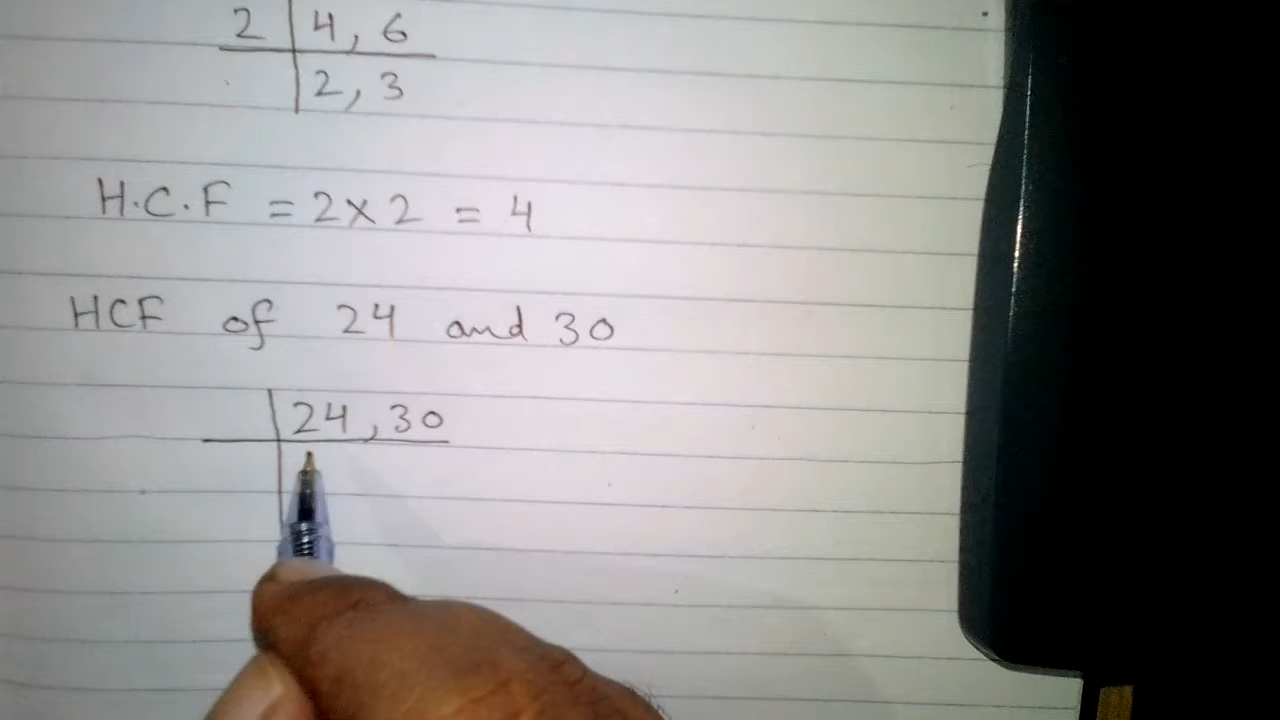 2 4, 6
2, 3
H.C.F = 2 × 2 = 4
HCF of 24 and 30
24, 30